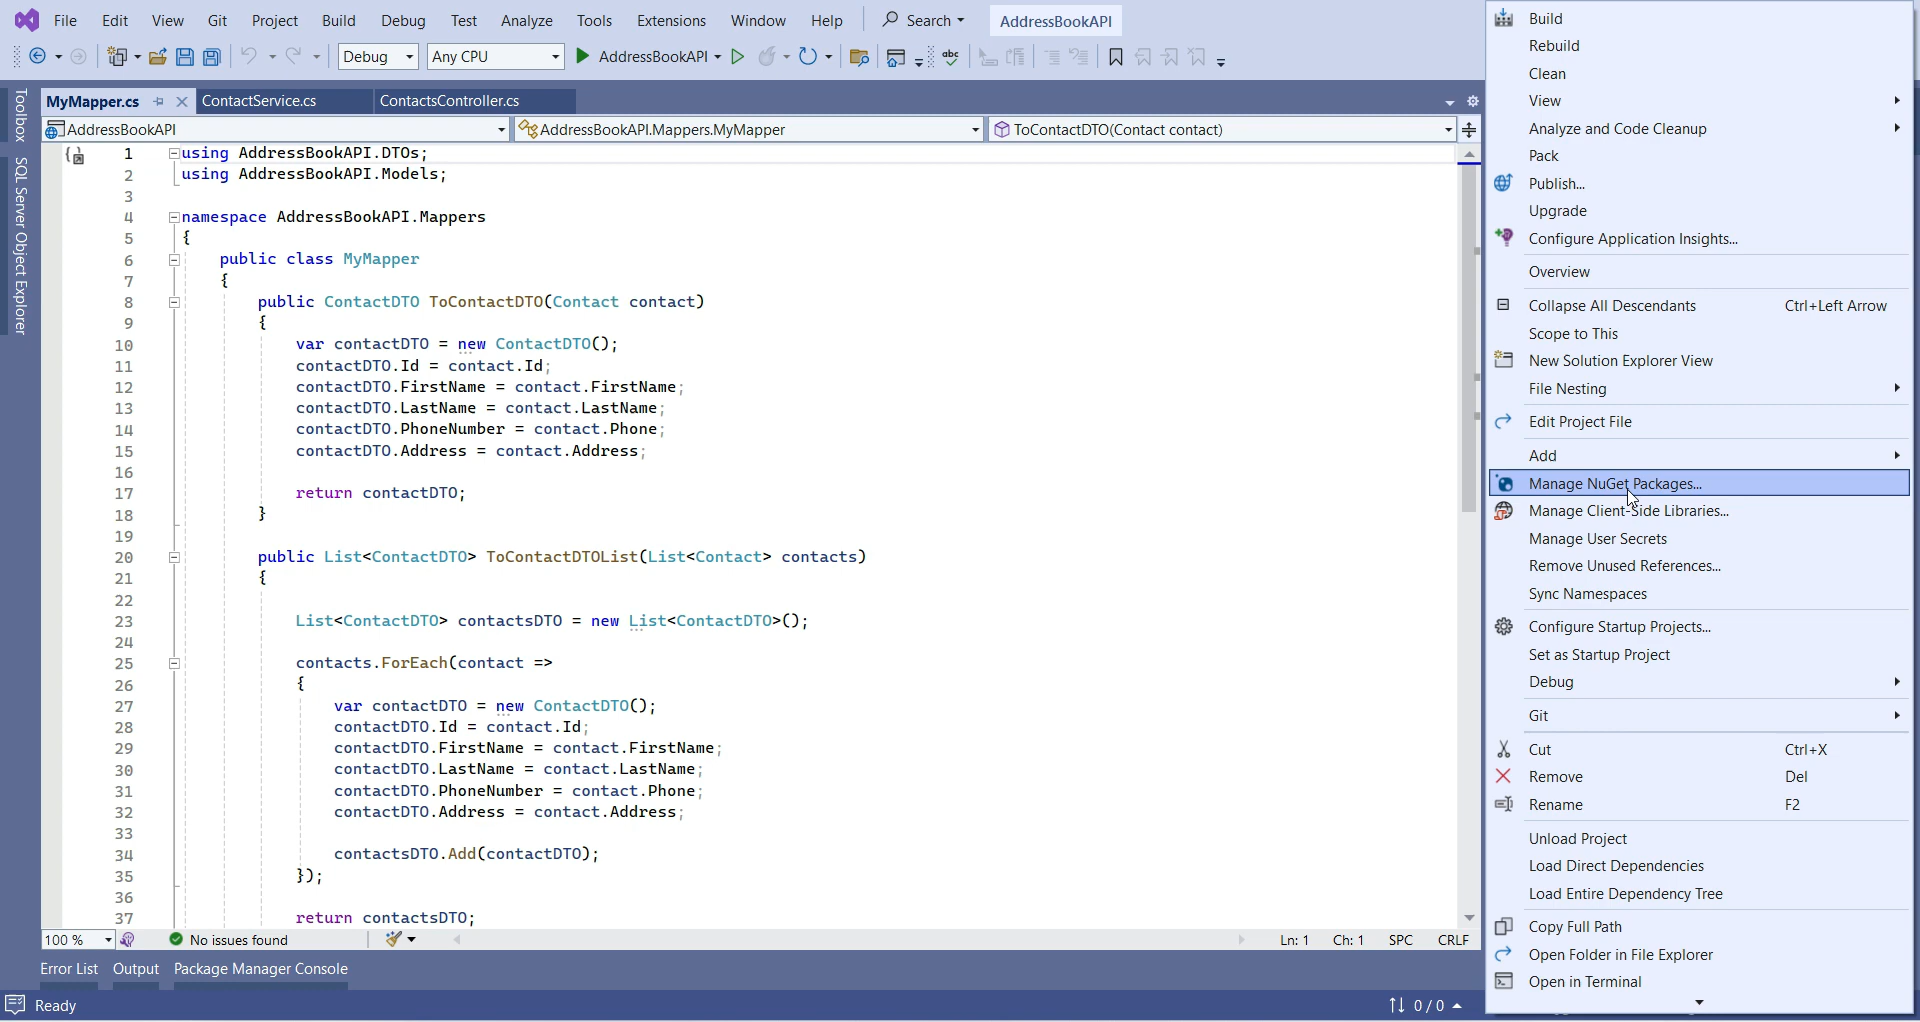 File Edit View Git Project Build Debug Test Analyze Tools Extensions Window Help Search AddressBookAPI
Debug Any CPU AddressBookAPI abc
Toolbox
SQL Server Object Explorer
MyMapper.cs ContactService.cs ContactsController.cs
AddressBookAPI AddressBookAPI.Mappers.MyMapper ToContactDTO(Contact contact)
1 using AddressBookAPI.DTOs;
2 using AddressBookAPI.Models;
3
4 namespace AddressBookAPI.Mappers
5 {
6 public class MyMapper
7 {
8 public ContactDTO ToContactDTO(Contact contact)
9 {
10 var contactDTO = new ContactDTO();
11 contactDTO.Id = contact.Id;
12 contactDTO.FirstName = contact.FirstName;
13 contactDTO.LastName = contact.LastName;
14 contactDTO.PhoneNumber = contact.Phone;
15 contactDTO.Address = contact.Address;
16
17 return contactDTO;
18 }
19
20 public List<ContactDTO> ToContactDTOList(List<Contact> contacts)
21 {
22
23 List<ContactDTO> contactsDTO = new List<ContactDTO>();
24
25 contacts.ForEach(contact =>
26 {
27 var contactDTO = new ContactDTO();
28 contactDTO.Id = contact.Id;
29 contactDTO.FirstName = contact.FirstName;
30 contactDTO.LastName = contact.LastName;
31 contactDTO.PhoneNumber = contact.Phone;
32 contactDTO.Address = contact.Address;
33
34 contactsDTO.Add(contactDTO);
35 });
36
37 return contactsDTO;
100 % No issues found Ln: 1 Ch: 1 SPC CRLF
Error List Output Package Manager Console
Ready 0 / 0
Build
Rebuild
Clean
View
Analyze and Code Cleanup
Pack
Publish...
Upgrade
Configure Application Insights...
Overview
Collapse All Descendants Ctrl+Left Arrow
Scope to This
New Solution Explorer View
File Nesting
Edit Project File
Add
Manage NuGet Packages...
Manage Client-Side Libraries...
Manage User Secrets
Remove Unused References...
Sync Namespaces
Configure Startup Projects...
Set as Startup Project
Debug
Git
Cut Ctrl+X
Remove Del
Rename F2
Unload Project
Load Direct Dependencies
Load Entire Dependency Tree
Copy Full Path
Open Folder in File Explorer
Open in Terminal